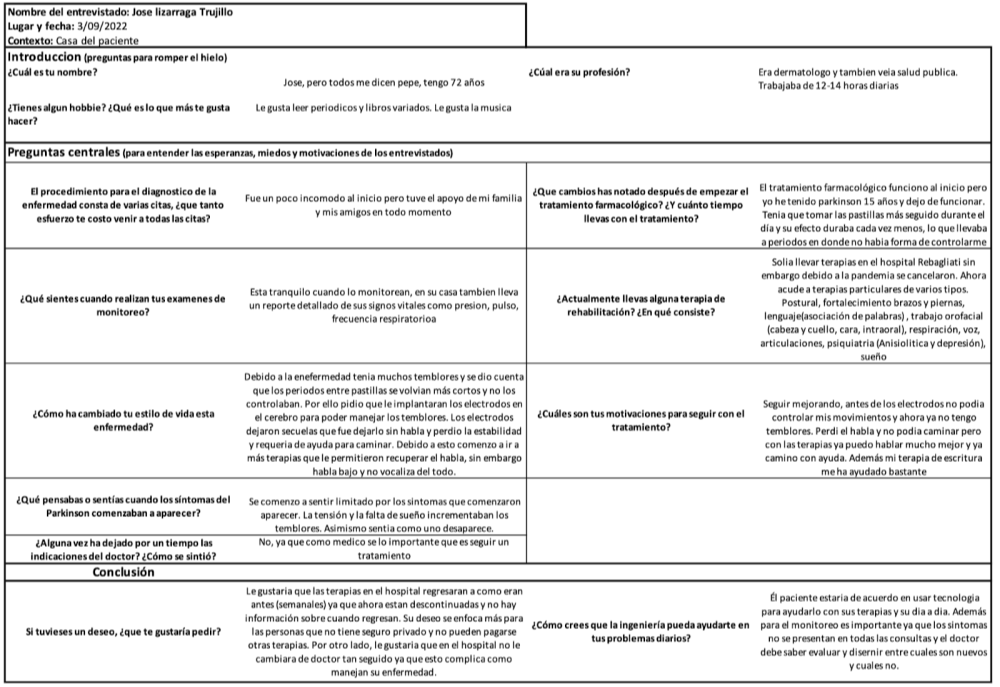 Nombre del entrevistado: Jose lizarraga Trujillo
Lugar y fecha: 3/09/2022
Contexto: Casa del paciente
Introduccion (preguntas para romper el hielo)
¿Cuál es tu nombre?
Jose, pero todos me dicen pepe, tengo 72 años
¿Cúal era su profesión?
Era dermatologo y tambien veia salud publica.
Trabajaba de 12-14 horas diarias
¿Tienes algun hobbie? ¿Qué es lo que más te gusta
hacer?
Le gusta leer periodicos y libros variados. Le gusta la musica
Preguntas centrales (para entender las esperanzas, miedos y motivaciones de los entrevistados)
El procedimiento para el diagnostico de la
enfermedad consta de varias citas, ¿que tanto
esfuerzo te costo venir a todas las citas?
Fue un poco incomodo al inicio pero tuve el apoyo de mi familia
y mis amigos en todo momento
¿Que cambios has notado después de empezar el
tratamiento farmacológico? ¿Y cuánto tiempo
llevas con el tratamiento?
El tratamiento farmacológico funciono al inicio pero
yo he tenido parkinson 15 años y dejo de funcionar.
Tenia que tomar las pastillas más seguido durante el
día y su efecto duraba cada vez menos, lo que llevaba
a periodos en donde no habia forma de controlarme
¿Qué sientes cuando realizan tus examenes de
monitoreo?
Esta tranquilo cuando lo monitorean, en su casa tambien lleva
un reporte detallado de sus signos vitales como presion, pulso,
frecuencia respiratorioa
¿Actualmente llevas alguna terapia de
rehabilitación? ¿En qué consiste?
Solia llevar terapias en el hospital Rebagliati sin
embargo debido a la pandemia se cancelaron. Ahora
acude a terapias particulares de varios tipos.
Postural, fortalecimiento brazos y piernas,
lenguaje(asociación de palabras) , trabajo orofacial
(cabeza y cuello, cara, intraoral), respiración, voz,
articulaciones, psiquiatria (Anisiolitica y depresión),
sueño
¿Cómo ha cambiado tu estilo de vida esta
enfermedad?
Debido a la enefermedad tenia muchos temblores y se dio cuenta
que los periodos entre pastillas se volvian más cortos y no los
controlaban. Por ello pidio que le implantaran los electrodos en
el cerebro para poder manejar los temblores. Los electrodos
dejaron secuelas que fue dejarlo sin habla y perdio la estabilidad
y requeria de ayuda para caminar. Debido a esto comenzo a ir a
más terapias que le permitieron recuperar el habla, sin embargo
habla bajo y no vocaliza del todo.
¿Cuáles son tus motivaciones para seguir con el
tratamiento?
Seguir mejorando, antes de los electrodos no podia
controlar mis movimientos y ahora ya no tengo
temblores. Perdi el habla y no podia caminar pero
con las terapias ya puedo hablar mucho mejor y ya
camino con ayuda. Además mi terapia de escritura
me ha ayudado bastante
¿Qué pensabas o sentías cuando los síntomas del
Parkinson comenzaban a aparecer?
Se comenzo a sentir limitado por los sintomas que comenzaron
aparecer. La tensión y la falta de sueño incrementaban los
temblores. Asimismo sentia como uno desaparece.
¿Alguna vez ha dejado por un tiempo las
indicaciones del doctor? ¿Cómo se sintió?
No, ya que como medico se lo importante que es seguir un
tratamiento
Conclusión
Si tuvieses un deseo, ¿que te gustaría pedir?
Le gustaria que las terapias en el hospital regresaran a como eran
antes (semanales) ya que ahora estan descontinuadas y no hay
información sobre cuando regresan. Su deseo se enfoca más para
las personas que no tiene seguro privado y no pueden pagarse
otras terapias. Por otro lado, le gustaria que en el hospital no le
cambiara de doctor tan seguido ya que esto complica como
manejan su enfermedad.
¿Cómo crees que la ingeniería pueda ayudarte en
tus problemas diarios?
Él paciente estaria de acuerdo en usar tecnologia
para ayudarlo con sus terapias y su dia a dia. Además
para el monitoreo es importante ya que los sintomas
no se presentan en todas las consultas y el doctor
debe saber evaluar y disernir entre cuales son nuevos
y cuales no.